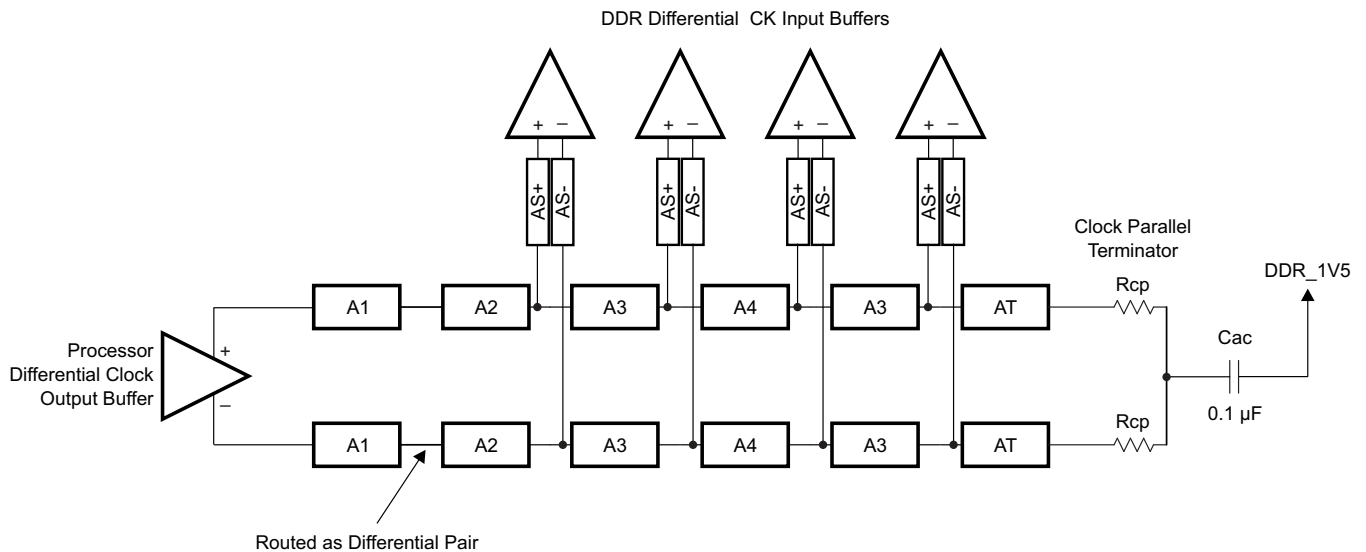 DDR Differential CK Input Buffers
+ − + − + − + −
AS+ AS- AS+ AS- AS+ AS- AS+ AS-
Clock Parallel
Terminator
DDR_1V5
Rcp
A1 A2 A3 A4 A3 AT
Processor
Differential Clock
Output Buffer
+
−
Cac
0.1 µF
Rcp
A1 A2 A3 A4 A3 AT
Routed as Differential Pair